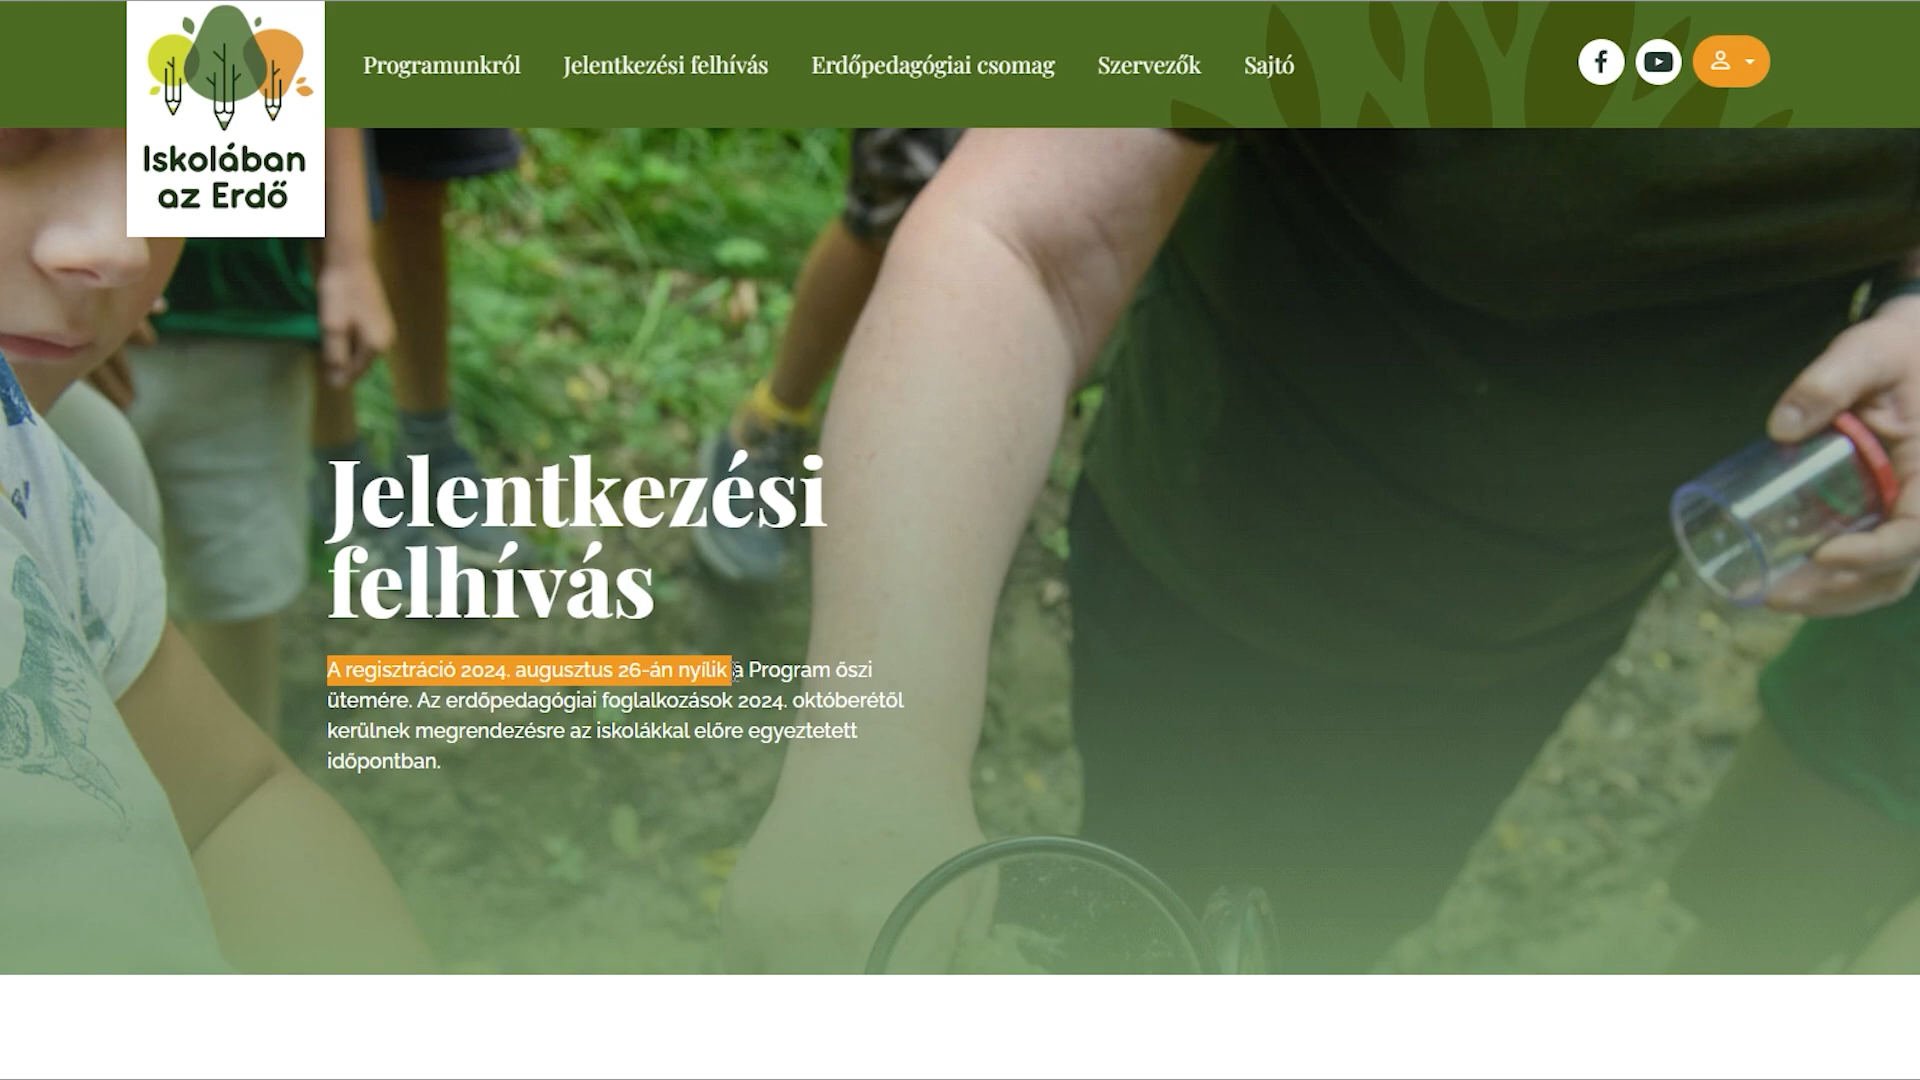 Iskolában
az Erdő
Programunkról
Jelentkezési felhívás
Erdőpedagógiai csomag
Szervezők
Sajtó
Jelentkezési
felhívás
A regisztráció 2024. augusztus 26-án nyílik a Program őszi
ütemére. Az erdőpedagógiai foglalkozások 2024. októberétől
kerülnek megrendezésre az iskolákkal előre egyeztetett
időpontban.